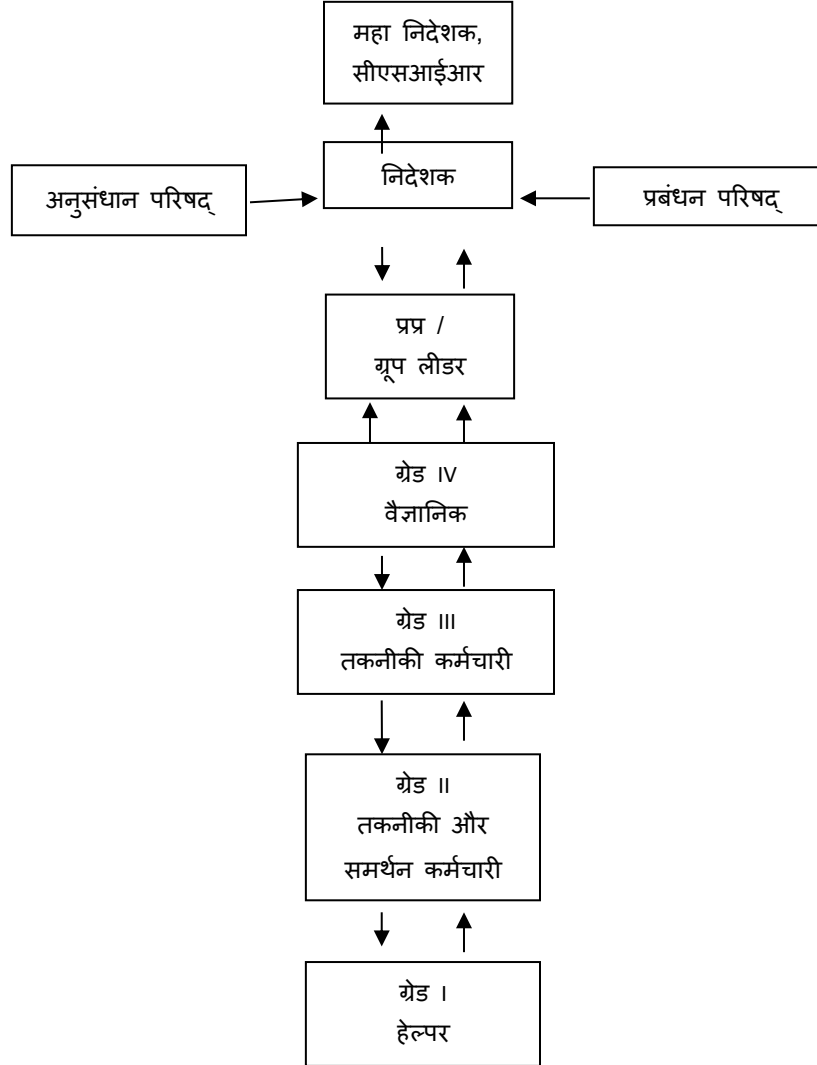 महा निदेशक,
सीएसआईआर
निदेशक
अनुसंधान परिषद्
प्रबंधन परिषद्
प्रप्र /
ग्रूप लीडर
ग्रेड IV
वैज्ञानिक
ग्रेड III
तकनीकी कर्मचारी
ग्रेड II
तकनीकी और
समर्थन कर्मचारी
ग्रेड I
हेल्पर